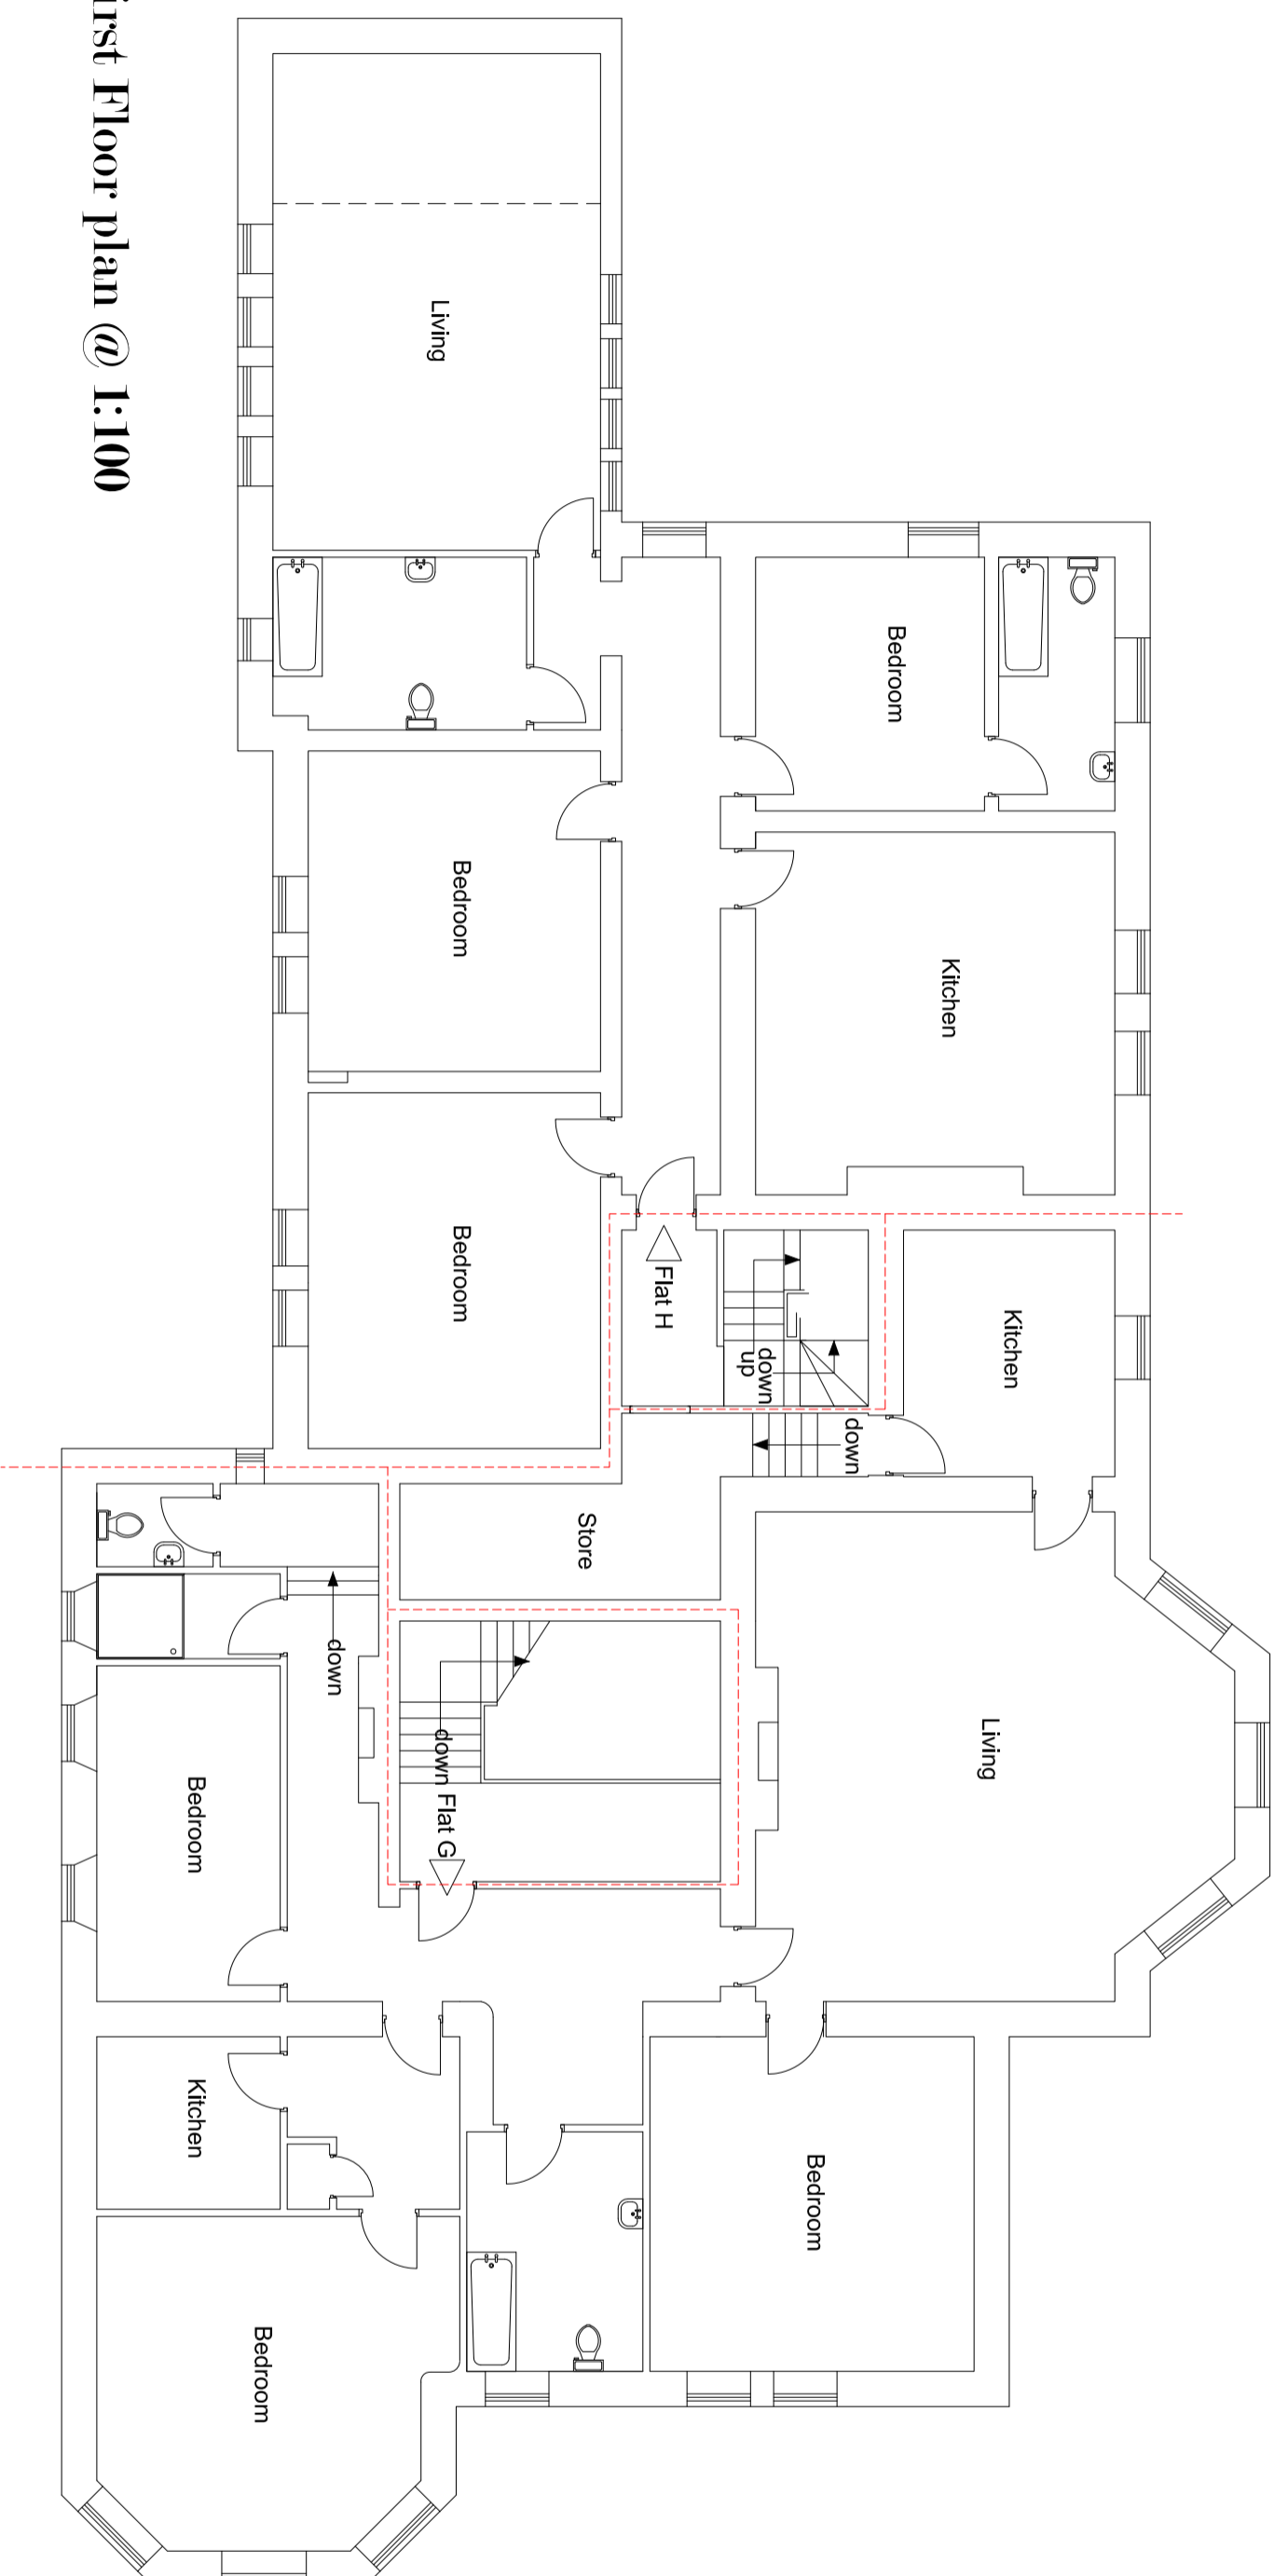 irst Floor plan @ 1:100
Living
Bedroom
Kitchen
Bedroom
Bedroom
Flat H
down
up
Kitchen
down
Store
Living
down
down
Flat G
Bedroom
Kitchen
Bedroom
Bedroom